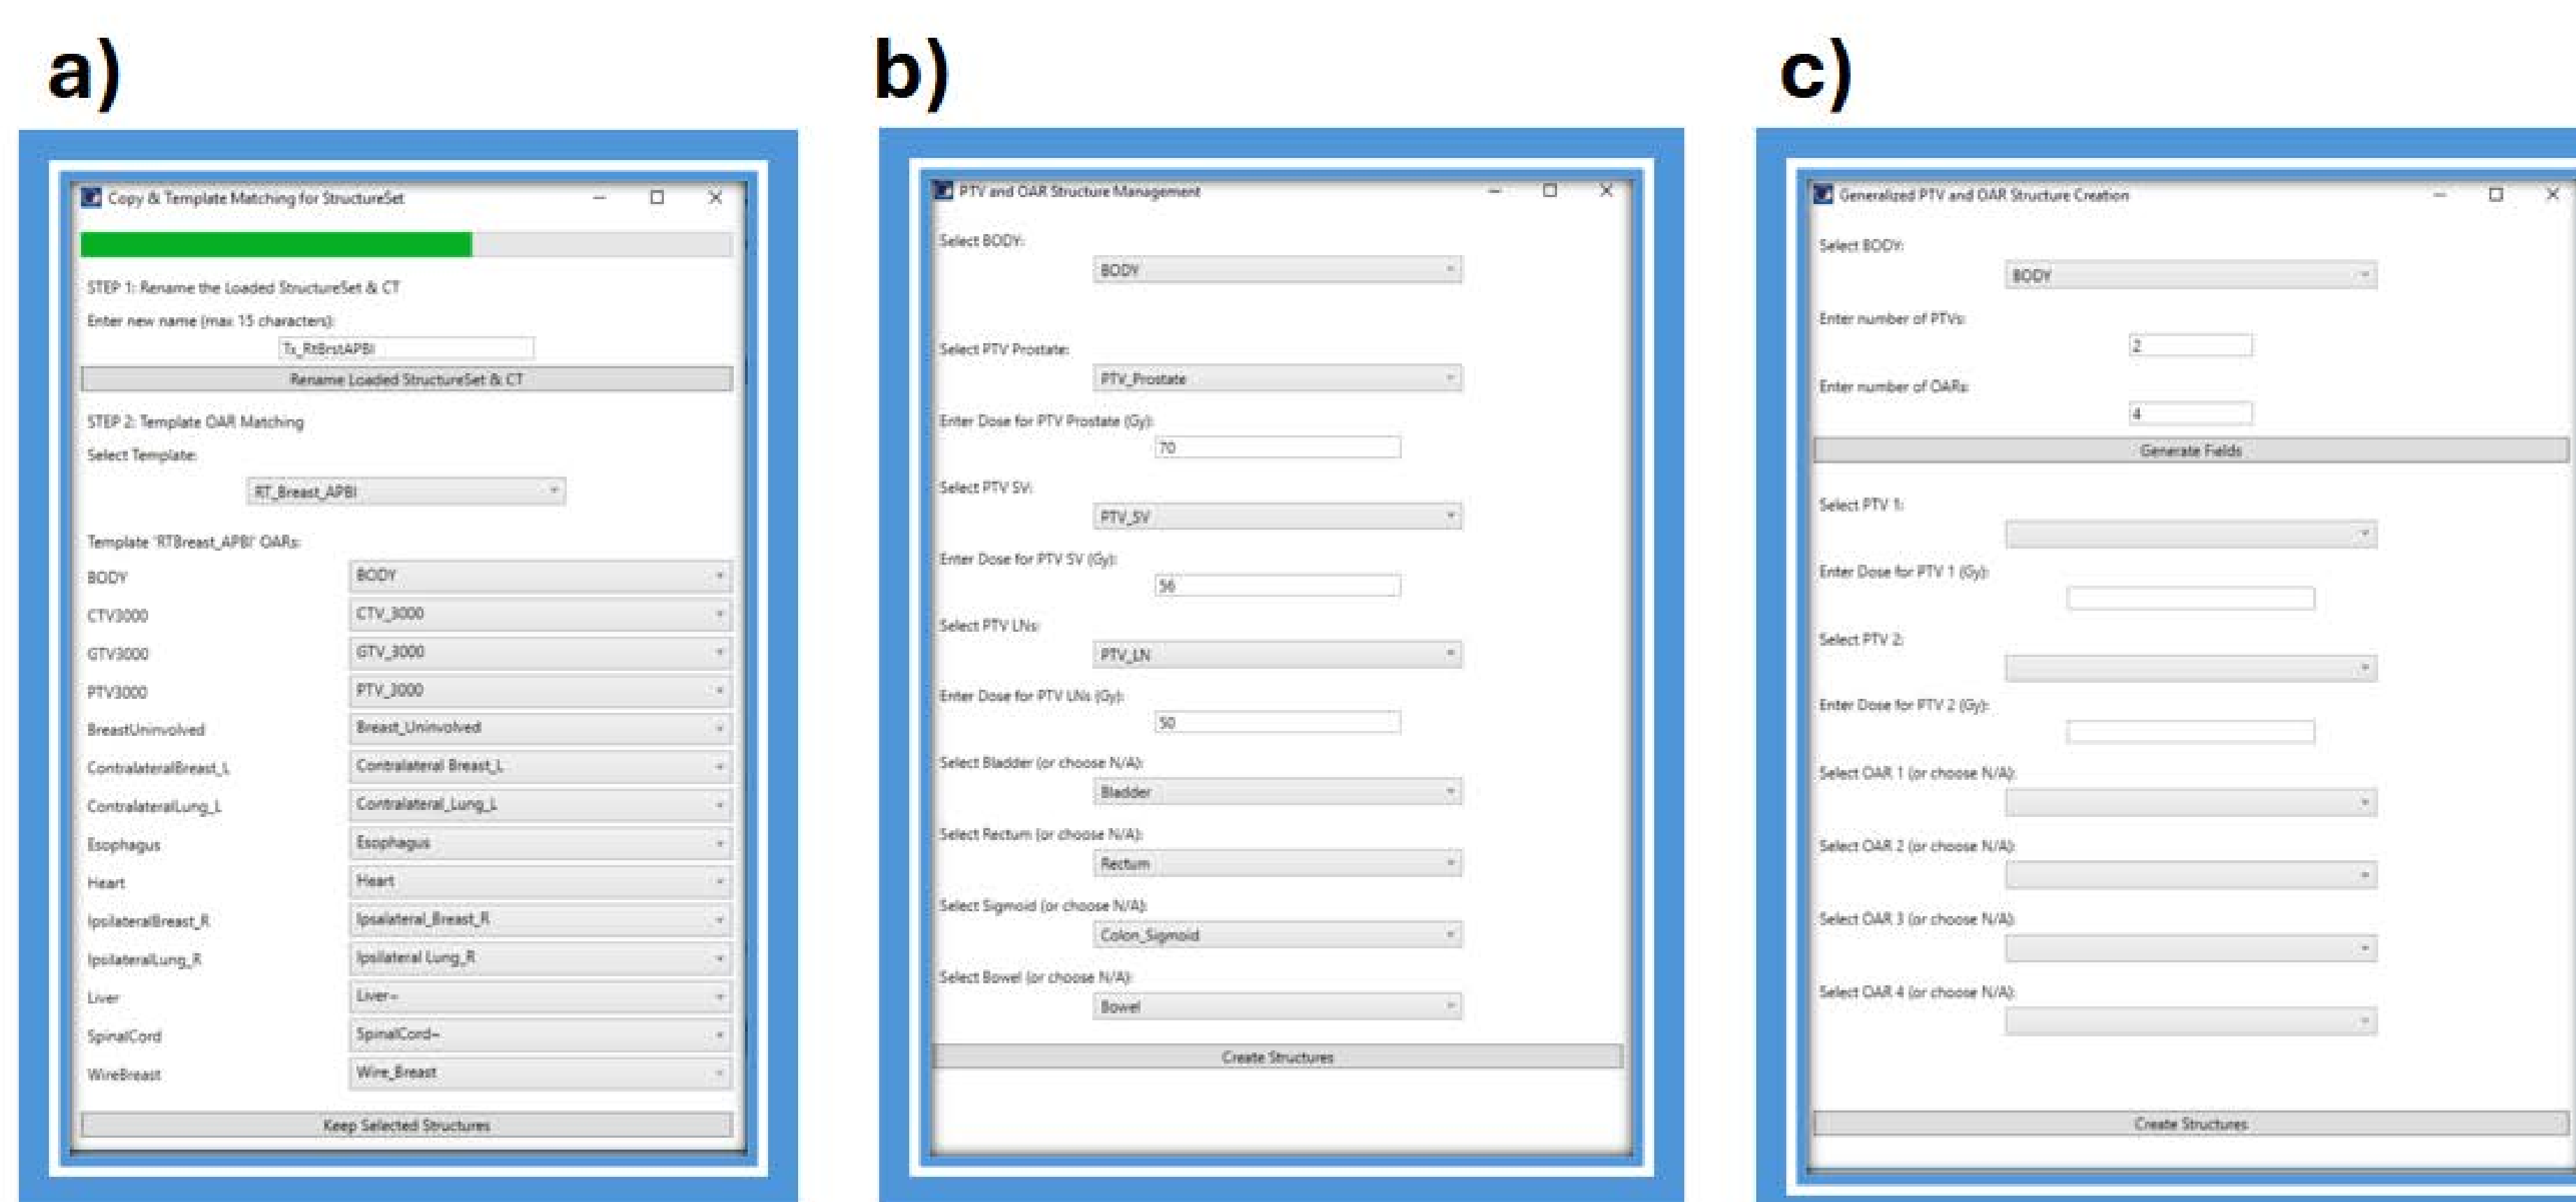 a)
Copy & Template Matching for StructureSet
STEP 1: Rename the Loaded StructureSet & CT
Enter new name (max 15 characters):
Tx_RtBrstAPBI
Rename Loaded StructureSet & CT
STEP 2: Template OAR Matching
Select Template:
RT_Breast_APBI
Template 'RTBreast_APBI' OARs:
BODY BODY
CTV3000 CTV_3000
GTV3000 GTV_3000
PTV3000 PTV_3000
BreastUninvolved Breast_Uninvolved
ContralateralBreast_L Contralateral Breast_L
ContralateralLung_L Contralateral_Lung_L
Esophagus Esophagus
Heart Heart
IpsilateralBreast_R Ipsalateral_Breast_R
IpsilateralLung_R Ipsilateral Lung_R
Liver Liver~
SpinalCord SpinalCord~
WireBreast Wire_Breast
Keep Selected Structures
b)
PTV and OAR Structure Management
Select BODY:
BODY
Select PTV Prostate:
PTV_Prostate
Enter Dose for PTV Prostate (Gy):
70
Select PTV SV:
PTV_SV
Enter Dose for PTV SV (Gy):
56
Select PTV LNs:
PTV_LN
Enter Dose for PTV LNs (Gy):
50
Select Bladder (or choose N/A):
Bladder
Select Rectum (or choose N/A):
Rectum
Select Sigmoid (or choose N/A):
Colon_Sigmoid
Select Bowel (or choose N/A):
Bowel
Create Structures
c)
Generalized PTV and OAR Structure Creation
Select BODY:
BODY
Enter number of PTVs:
2
Enter number of OARs:
4
Generate Fields
Select PTV 1:
Enter Dose for PTV 1 (Gy):
Select PTV 2:
Enter Dose for PTV 2 (Gy):
Select OAR 1 (or choose N/A):
Select OAR 2 (or choose N/A):
Select OAR 3 (or choose N/A):
Select OAR 4 (or choose N/A):
Create Structures